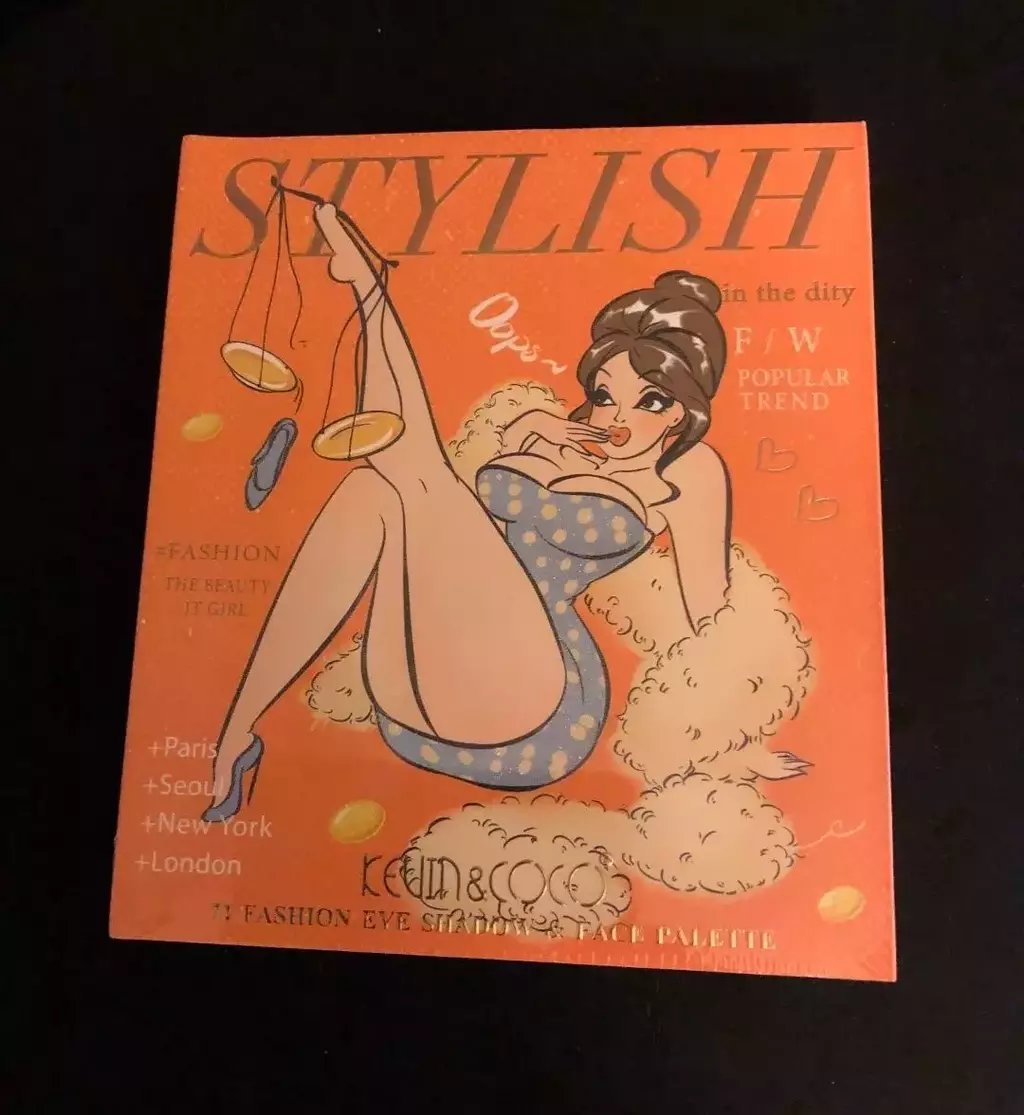 STYLISH
in the dity
F / W
POPULAR
TREND
Oops~
#FASHION
THE BEAUTY
IT GIRL
+Paris
+Seoul
+New York
+London
KEVIN&COCO
71 FASHION EYE SHADOW & FACE PALETTE